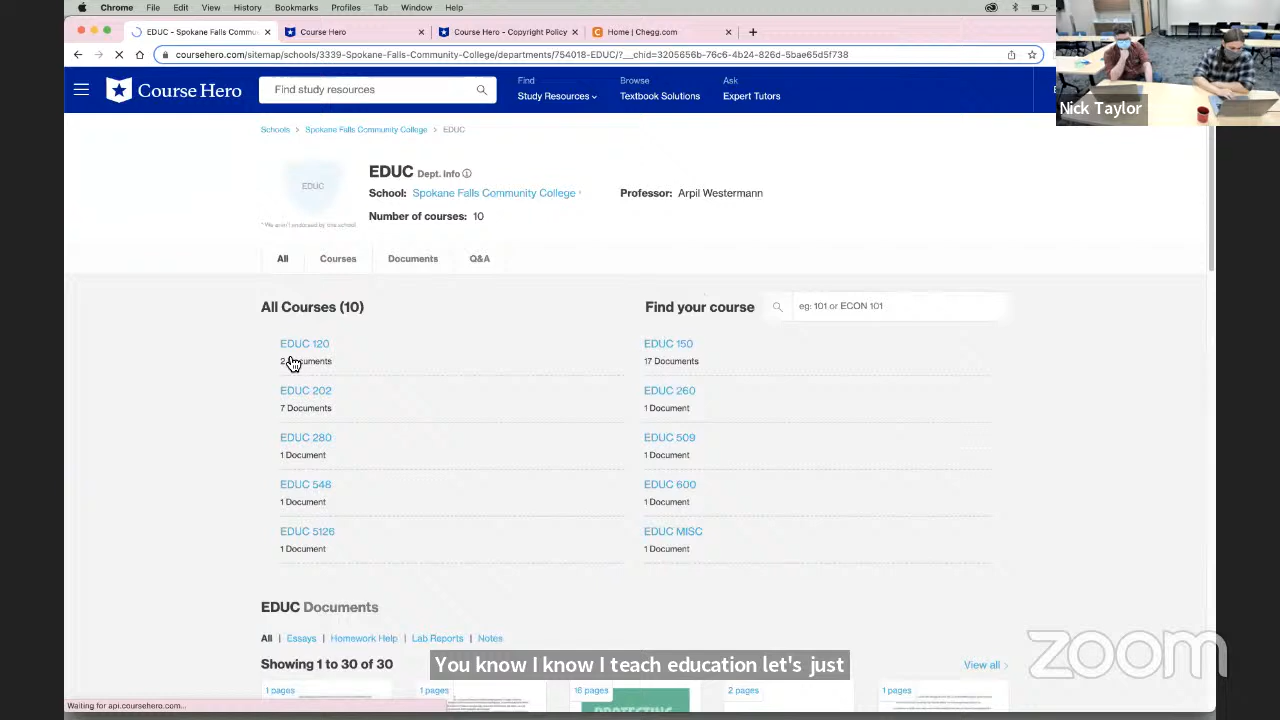 Chrome File Edit View History Bookmarks Profiles Tab Window Help
EDUC - Spokane Falls Commu
Course Hero
Course Hero - Copyright Policy
Home | Chegg.com
coursehero.com/sitemap/schools/3339-Spokane-Falls-Community-College/departments/754018-EDUC/?__chid=3205656b-76c6-4b24-826d-5bae65d5f738
Course Hero
Find study resources
Find
Study Resources
Browse
Textbook Solutions
Ask
Expert Tutors
Nick Taylor
Schools > Spokane Falls Community College > EDUC
EDUC
EDUC Dept. Info
School: Spokane Falls Community College
Professor: Arpil Westermann
Number of courses: 10
* We aren't endorsed by this school
All Courses Documents Q&A
All Courses (10)
Find your course
eg: 101 or ECON 101
EDUC 120
EDUC 150
17 Documents
EDUC 202
7 Documents
EDUC 260
1 Document
EDUC 280
1 Document
EDUC 509
1 Document
EDUC 548
1 Document
EDUC 600
1 Document
EDUC 5126
1 Document
EDUC MISC
1 Document
EDUC Documents
All | Essays | Homework Help | Lab Reports | Notes
Showing 1 to 30 of 30
View all >
You know I know I teach education let's just
zoom
1 pages
1 pages
16 pages
2 pages
1 pages
PROTECTING
Waiting for api.coursehero.com...